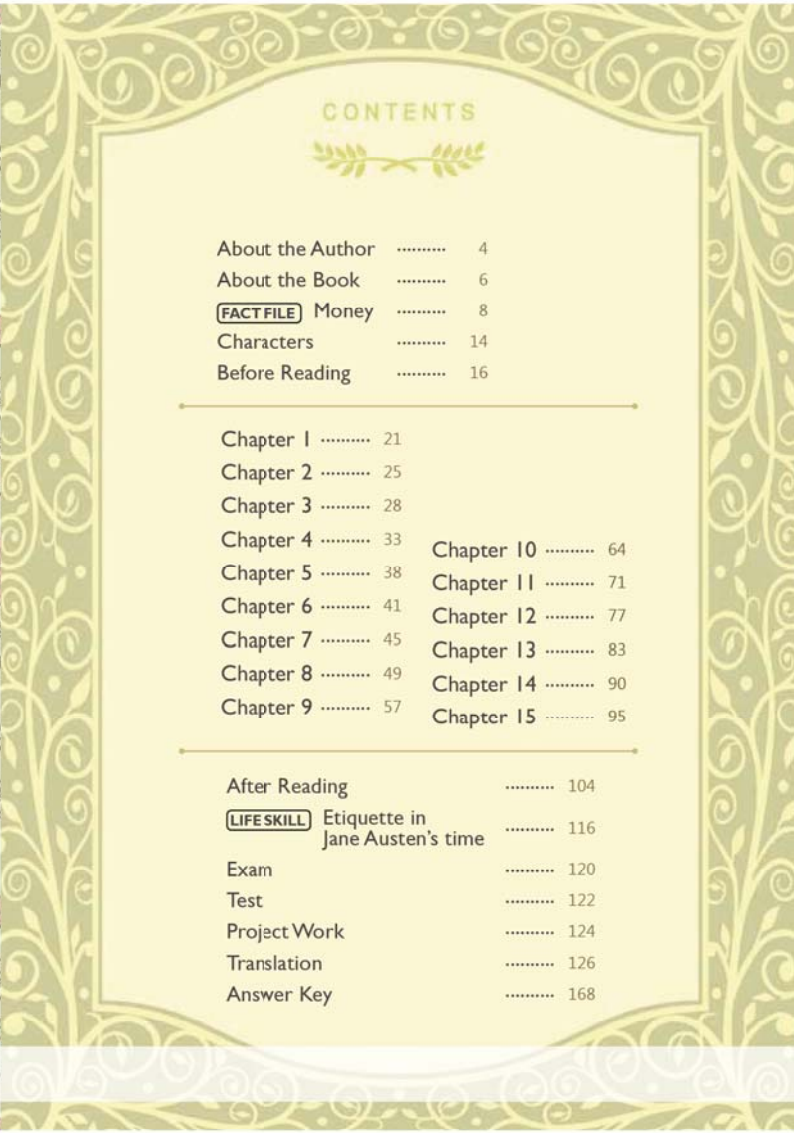 CONTENTS
About the Author ·········· 4
About the Book ·········· 6
FACT FILE Money ·········· 8
Characters ·········· 14
Before Reading ·········· 16
Chapter 1 ·········· 21
Chapter 2 ·········· 25
Chapter 3 ·········· 28
Chapter 4 ·········· 33
Chapter 5 ·········· 38
Chapter 6 ·········· 41
Chapter 7 ·········· 45
Chapter 8 ·········· 49
Chapter 9 ·········· 57
Chapter 10 ·········· 64
Chapter 11 ·········· 71
Chapter 12 ·········· 77
Chapter 13 ·········· 83
Chapter 14 ·········· 90
Chapter 15 ·········· 95
After Reading ·········· 104
LIFE SKILL Etiquette in
Jane Austen's time ·········· 116
Exam ·········· 120
Test ·········· 122
Project Work ·········· 124
Translation ·········· 126
Answer Key ·········· 168